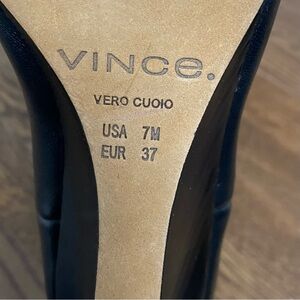 VINCE.
VERO CUOIO
USA 7M
EUR 37